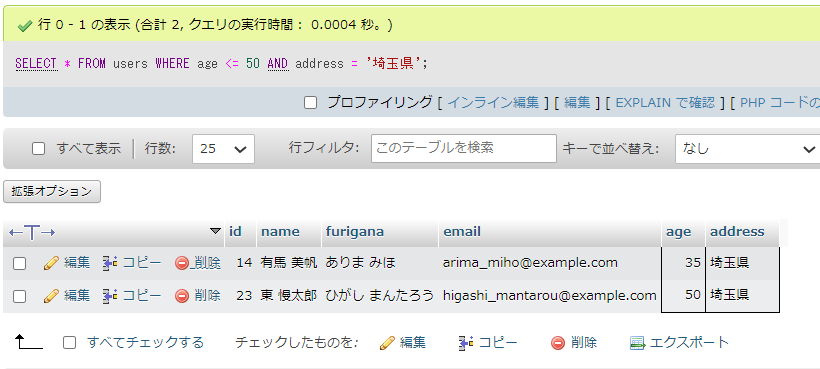 行 0 - 1 の表示 (合計 2, クエリの実行時間： 0.0004 秒。)
SELECT * FROM users WHERE age <= 50 AND address = '埼玉県';
プロファイリング [ インライン編集 ] [ 編集 ] [ EXPLAIN で確認 ] [ PHP コードの
すべて表示 行数: 25 行フィルタ: このテーブルを検索 キーで並べ替え: なし
拡張オプション
←T→ id name furigana email age address
編集 コピー 削除 14 有馬 美帆 ありま みほ arima_miho@example.com 35 埼玉県
編集 コピー 削除 23 東 慢太郎 ひがし まんたろう higashi_mantarou@example.com 50 埼玉県
すべてチェックする チェックしたものを: 編集 コピー 削除 エクスポート